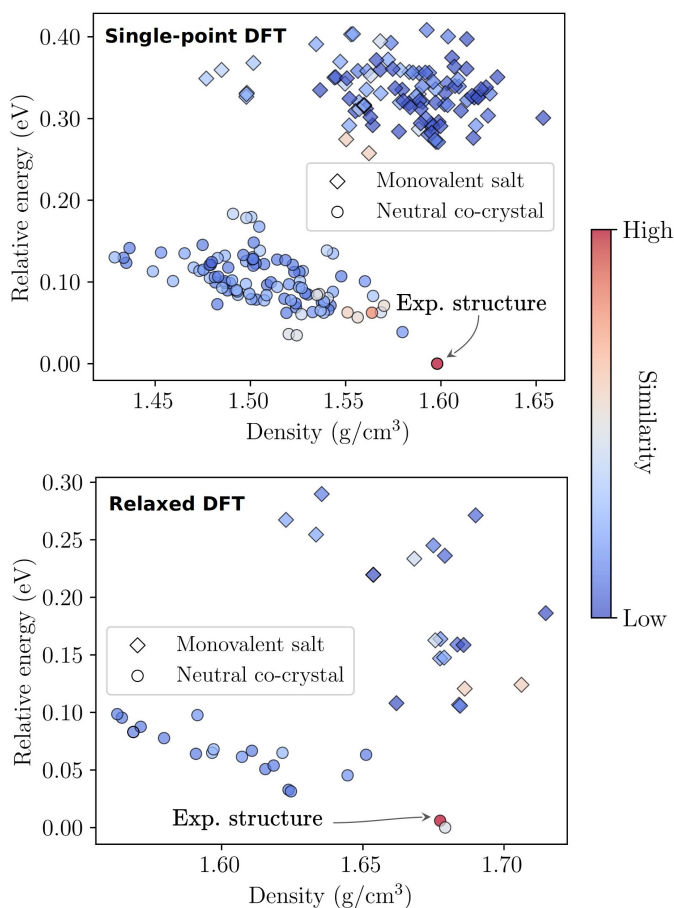 Single-point DFT
Relative energy (eV)
0.40
0.30
0.20
0.10
0.00
Monovalent salt
Neutral co-crystal
Exp. structure
1.45 1.50 1.55 1.60 1.65
Density (g/cm³)
High
Similarity
Low
Relaxed DFT
Relative energy (eV)
0.30
0.25
0.20
0.15
0.10
0.05
0.00
Monovalent salt
Neutral co-crystal
Exp. structure
1.60 1.65 1.70
Density (g/cm³)